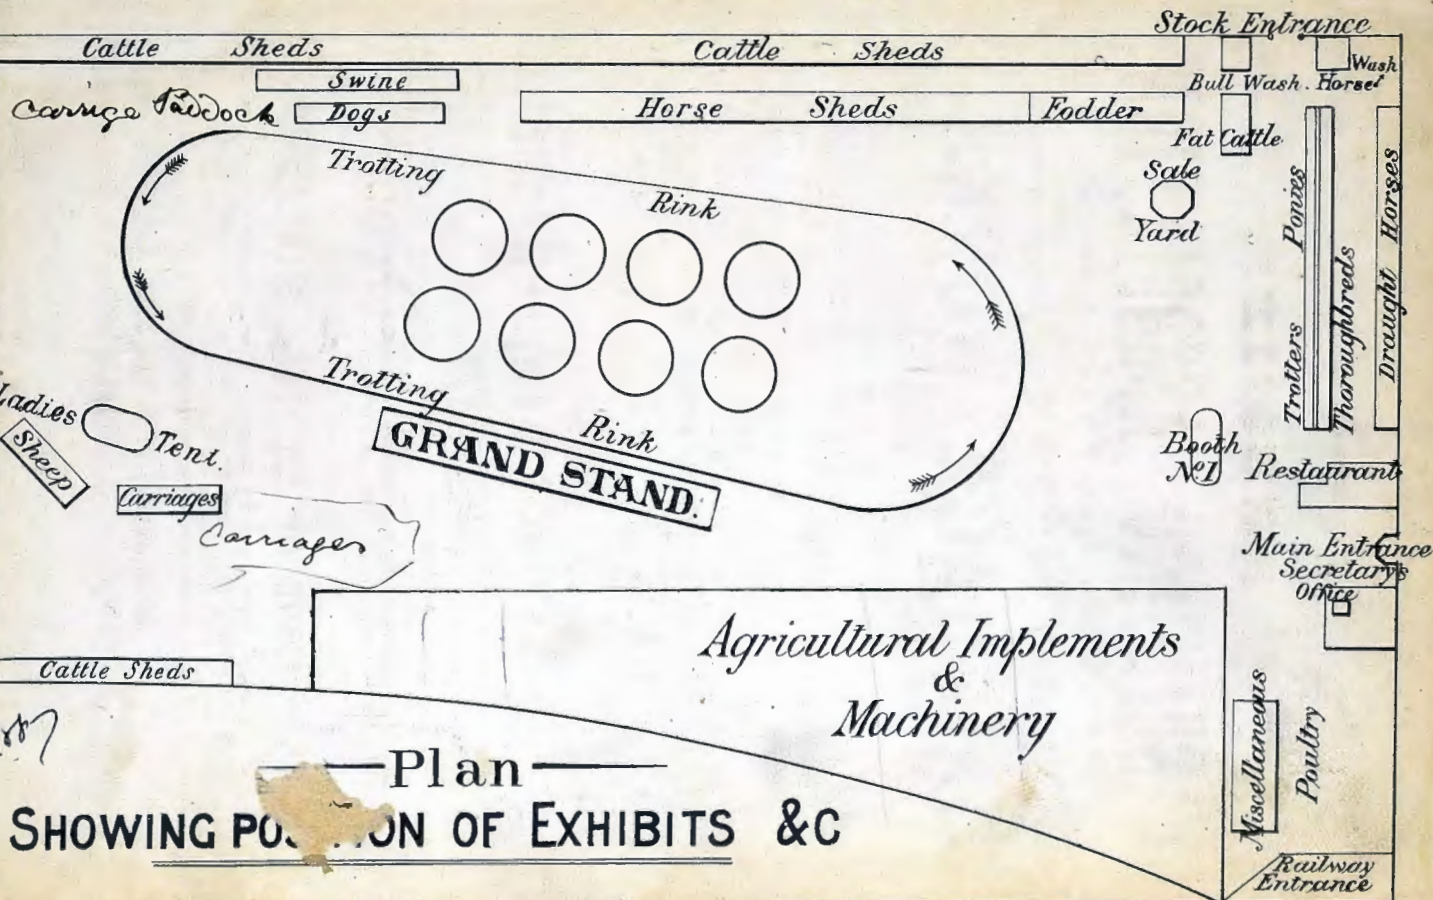 Stock Entrance
Cattle Sheds
Cattle Sheds
Wash
Swine
Bull Wash. Horse
Carrige Paddock
Dogs
Horse Sheds
Fodder
Fat Cattle
Trotting Rink
Sale
Yard
Ponies
Trotters
Thoroughbreds
Draught Horses
Trotting Rink
GRAND STAND.
Ladies
Tent.
Sheep
Carriages
Carriages
Booth
No1
Restaurant
Main Entrance
Secretary's
Office
Agricultural Implements
&
Machinery
Cattle Sheds
Miscellaneous
Poultry
Plan
SHOWING PO ON OF EXHIBITS &C
Railway
Entrance